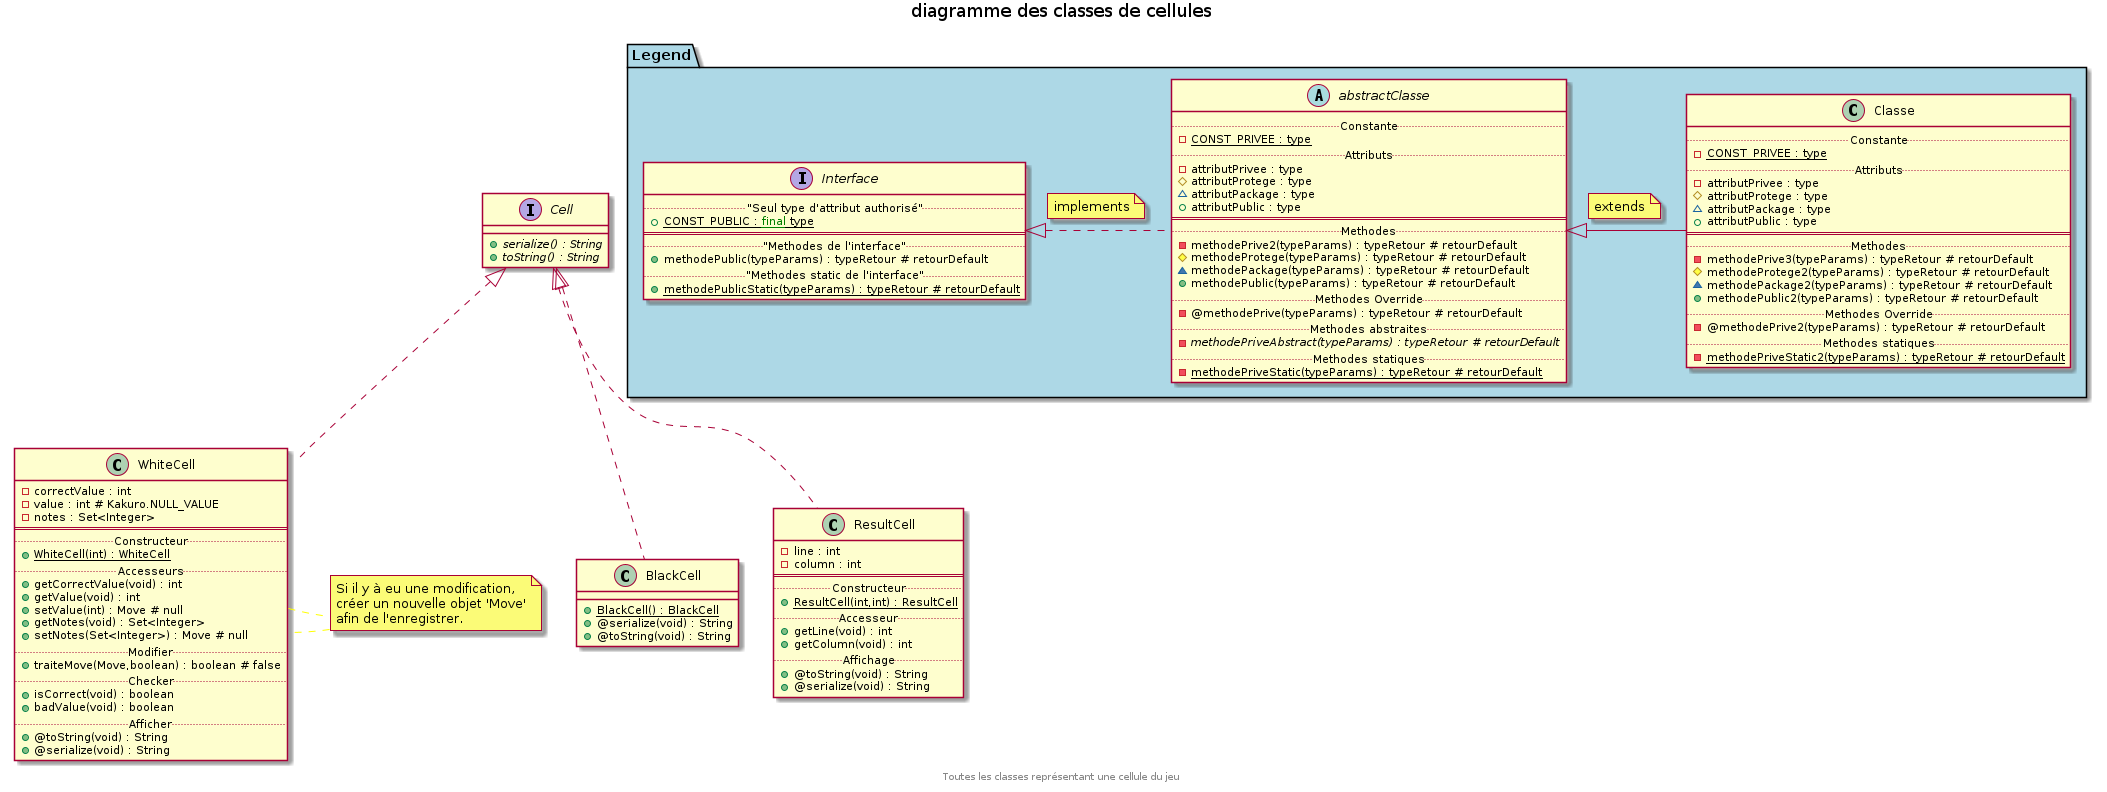 diagramme des classes de cellules
Legend
I Interface
"Seul type d'attribut authorisé"
CONST_PUBLIC : final type
"Methodes de l'interface"
methodePublic(typeParams) : typeRetour # retourDefault
"Methodes static de l'interface"
methodePublicStatic(typeParams) : typeRetour # retourDefault
implements
A abstractClasse
Constante
CONST_PRIVEE : type
Attributs
attributPrivee : type
attributProtege : type
attributPackage : type
attributPublic : type
Methodes
methodePrive2(typeParams) : typeRetour # retourDefault
methodeProtege(typeParams) : typeRetour # retourDefault
methodePackage(typeParams) : typeRetour # retourDefault
methodePublic(typeParams) : typeRetour # retourDefault
Methodes Override
@methodePrive(typeParams) : typeRetour # retourDefault
Methodes abstraites
methodePriveAbstract(typeParams) : typeRetour # retourDefault
Methodes statiques
methodePriveStatic(typeParams) : typeRetour # retourDefault
extends
C Classe
Constante
CONST_PRIVEE : type
Attributs
attributPrivee : type
attributProtege : type
attributPackage : type
attributPublic : type
Methodes
methodePrive3(typeParams) : typeRetour # retourDefault
methodeProtege2(typeParams) : typeRetour # retourDefault
methodePackage2(typeParams) : typeRetour # retourDefault
methodePublic2(typeParams) : typeRetour # retourDefault
Methodes Override
@methodePrive2(typeParams) : typeRetour # retourDefault
Methodes statiques
methodePriveStatic2(typeParams) : typeRetour # retourDefault
I Cell
serialize() : String
toString() : String
C WhiteCell
correctValue : int
value : int # Kakuro.NULL_VALUE
notes : Set<Integer>
Constructeur
WhiteCell(int) : WhiteCell
Accesseurs
getCorrectValue(void) : int
getValue(void) : int
setValue(int) : Move # null
getNotes(void) : Set<Integer>
setNotes(Set<Integer>) : Move # null
Modifier
traiteMove(Move,boolean) : boolean # false
Checker
isCorrect(void) : boolean
badValue(void) : boolean
Afficher
@toString(void) : String
@serialize(void) : String
Si il y à eu une modification,
créer un nouvelle objet 'Move'
afin de l'enregistrer.
C BlackCell
BlackCell() : BlackCell
@serialize(void) : String
@toString(void) : String
C ResultCell
line : int
column : int
Constructeur
ResultCell(int,int) : ResultCell
Accesseur
getLine(void) : int
getColumn(void) : int
Affichage
@toString(void) : String
@serialize(void) : String
Toutes les classes représentant une cellule du jeu